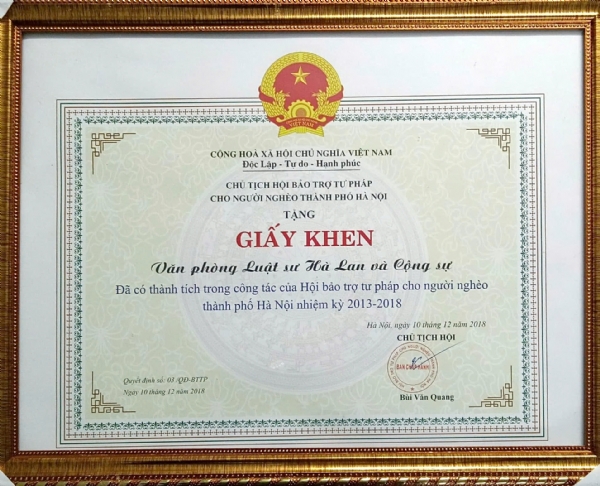 CỘNG HOÀ XÃ HỘI CHỦ NGHĨA VIỆT NAM
Độc Lập - Tự do - Hạnh phúc
CHỦ TỊCH HỘI BẢO TRỢ TƯ PHÁP
CHO NGƯỜI NGHÈO THÀNH PHỐ HÀ NỘI
TẶNG
GIẤY KHEN
Văn phòng Luật sư Hà Lan và Cộng sự
Đã có thành tích trong công tác của Hội bảo trợ tư pháp cho người nghèo
thành phố Hà Nội nhiệm kỳ 2013-2018
Hà Nội, ngày 10 tháng 12 năm 2018
CHỦ TỊCH HỘI
BAN CHẤP HÀNH
Quyết định số: 03 /QĐ-BTTP
Ngày 10 tháng 12 năm 2018
Bùi Văn Quang